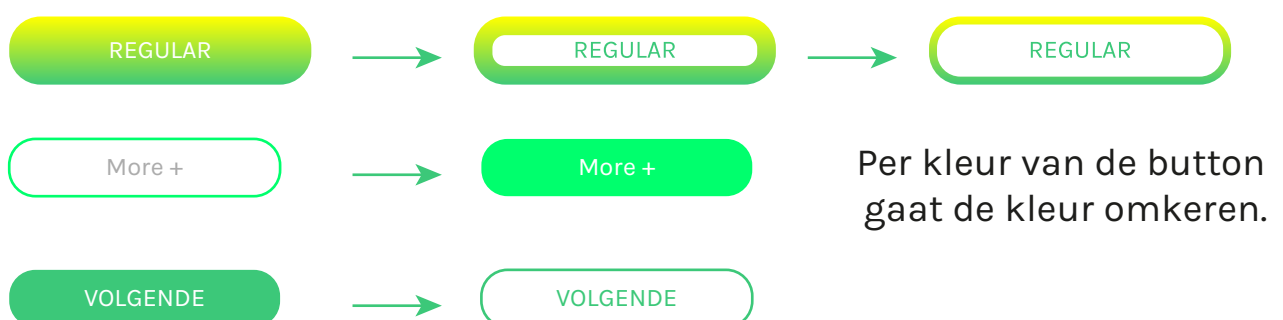 REGULAR
REGULAR
REGULAR
More +
More +
Per kleur van de button
gaat de kleur omkeren.
VOLGENDE
VOLGENDE